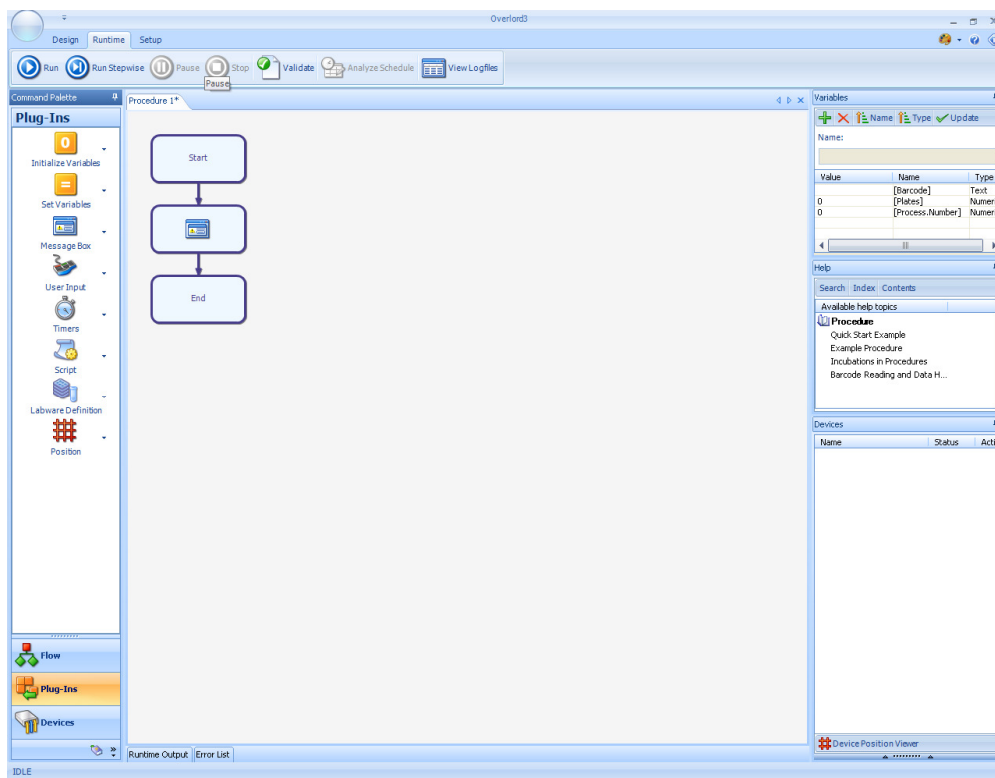 Overlord3
Design Runtime Setup
Run Run Stepwise Pause Stop Validate Analyze Schedule View Logfiles
Pause
Command Palette
Plug-Ins
0
Initialize Variables
=
Set Variables
Message Box
User Input
Timers
Script
Labware Definition
Position
Flow
Plug-Ins
Devices
Procedure 1*
Start
End
Runtime Output Error List
Variables
Name Type Update
Name:
Value Name Type
[Barcode] Text
0 [Plates] Numeri
0 [Process.Number] Numeri
Help
Search Index Contents
Available help topics
Procedure
Quick Start Example
Example Procedure
Incubations in Procedures
Barcode Reading and Data H...
Devices
Name Status Acti
Device Position Viewer
IDLE